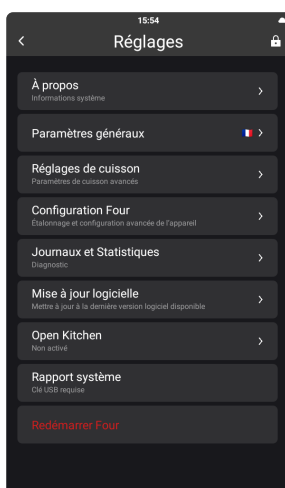 15:54
Réglages
À propos
Informations système
Paramètres généraux
Réglages de cuisson
Paramètres de cuisson avancés
Configuration Four
Étalonnage et configuration avancée de l'appareil
Journaux et Statistiques
Diagnostic
Mise à jour logicielle
Mettre à jour à la dernière version logiciel disponible
Open Kitchen
Non activé
Rapport système
Clé USB requise
Redémarrer Four